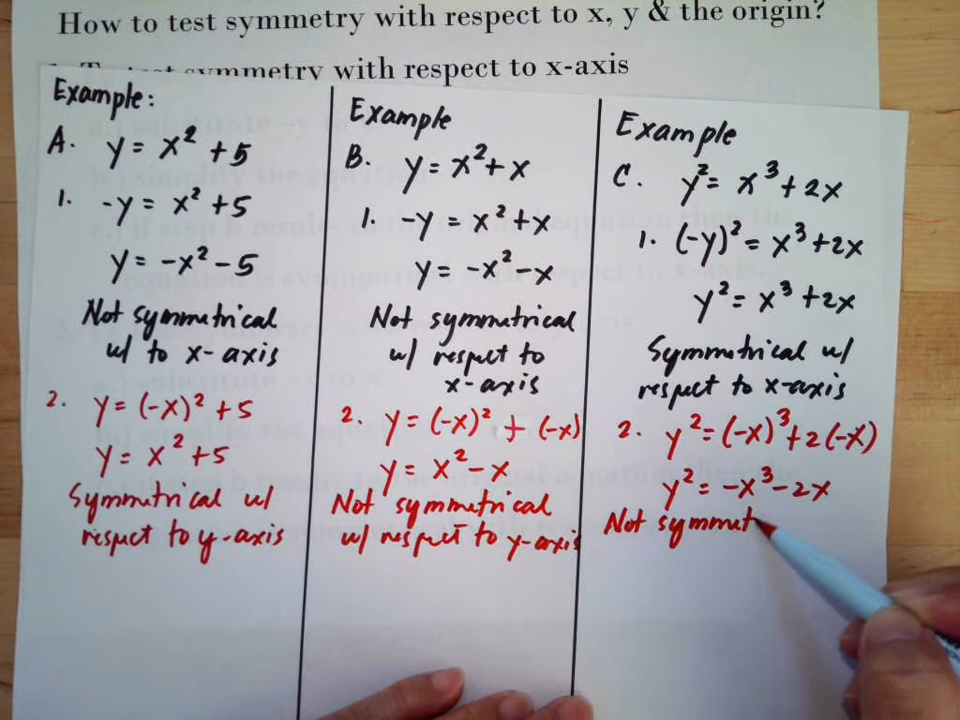 How to test symmetry with respect to x, y & the origin?
symmetry with respect to x-axis
Example:
A. y = x² + 5
1. -y = x² + 5
y = -x² - 5
Not symmetrical
w/ to x-axis
2. y = (-x)² + 5
y = x² + 5
Symmetrical w/
respect to y-axis
Example
B. y = x² + x
1. -y = x² + x
y = -x² - x
Not symmetrical
w/ respect to
x-axis
2. y = (-x)² + (-x)
y = x² - x
Not symmetrical
w/ respect to y-axis
Example
C. y² = x³ + 2x
1. (-y)² = x³ + 2x
y² = x³ + 2x
Symmetrical w/
respect to x-axis
2. y² = (-x)³ + 2(-x)
y² = -x³ - 2x
Not symmet